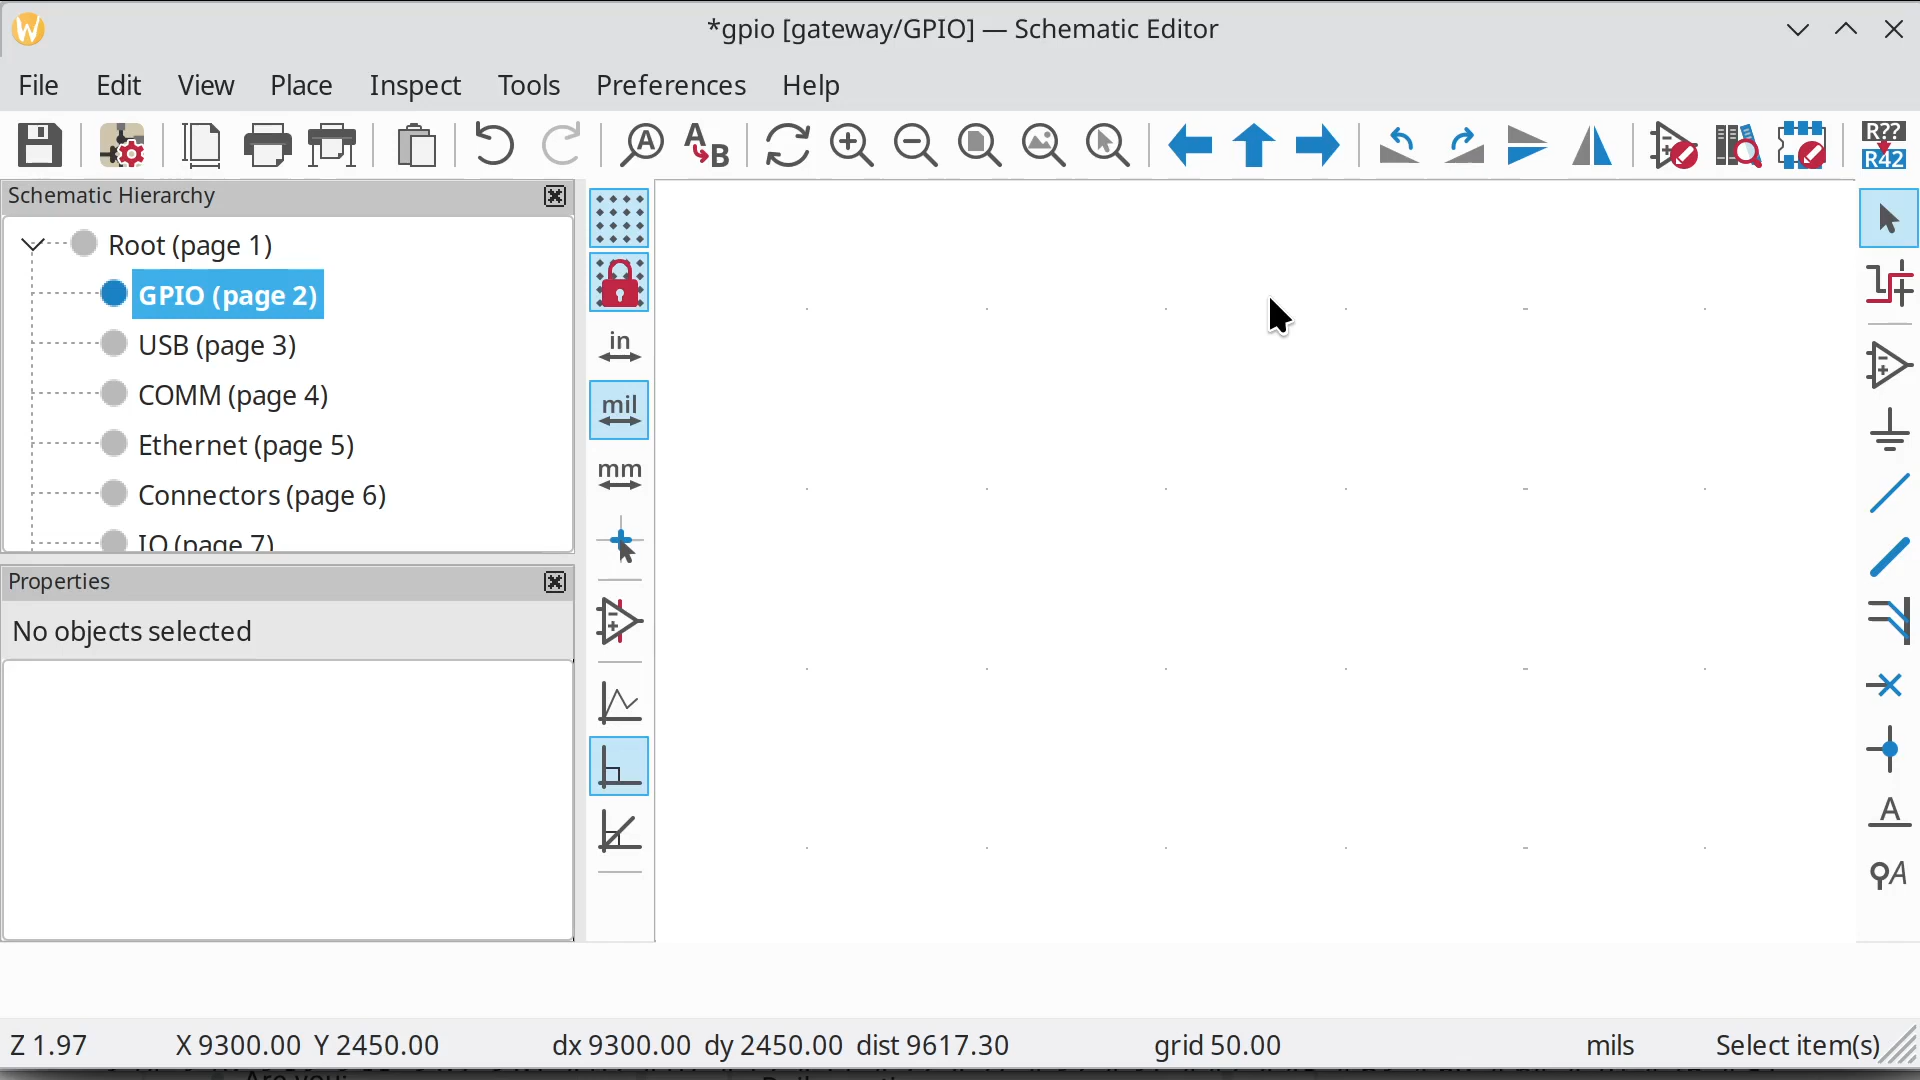 *gpio [gateway/GPIO] — Schematic Editor
File Edit View Place Inspect Tools Preferences Help
A A B R?? R42
Schematic Hierarchy
Root (page 1)
GPIO (page 2)
USB (page 3)
COMM (page 4)
Ethernet (page 5)
Connectors (page 6)
IO (page 7)
Properties
No objects selected
in
mil
mm
A
A
Z 1.97 X 9300.00 Y 2450.00 dx 9300.00 dy 2450.00 dist 9617.30 grid 50.00 mils Select item(s)